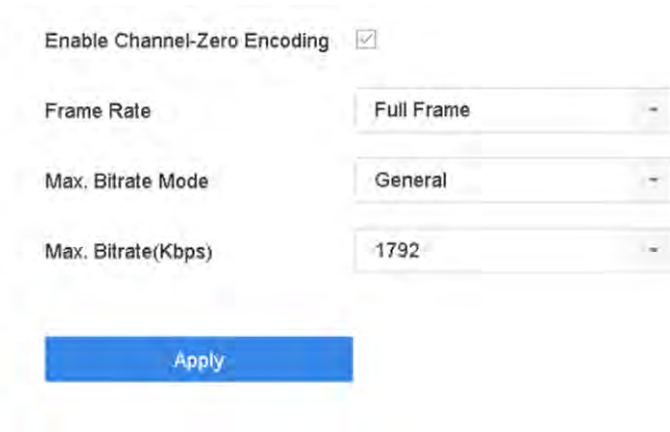 Enable Channel-Zero Encoding
Frame Rate Full Frame
Max. Bitrate Mode General
Max. Bitrate(Kbps) 1792
Apply